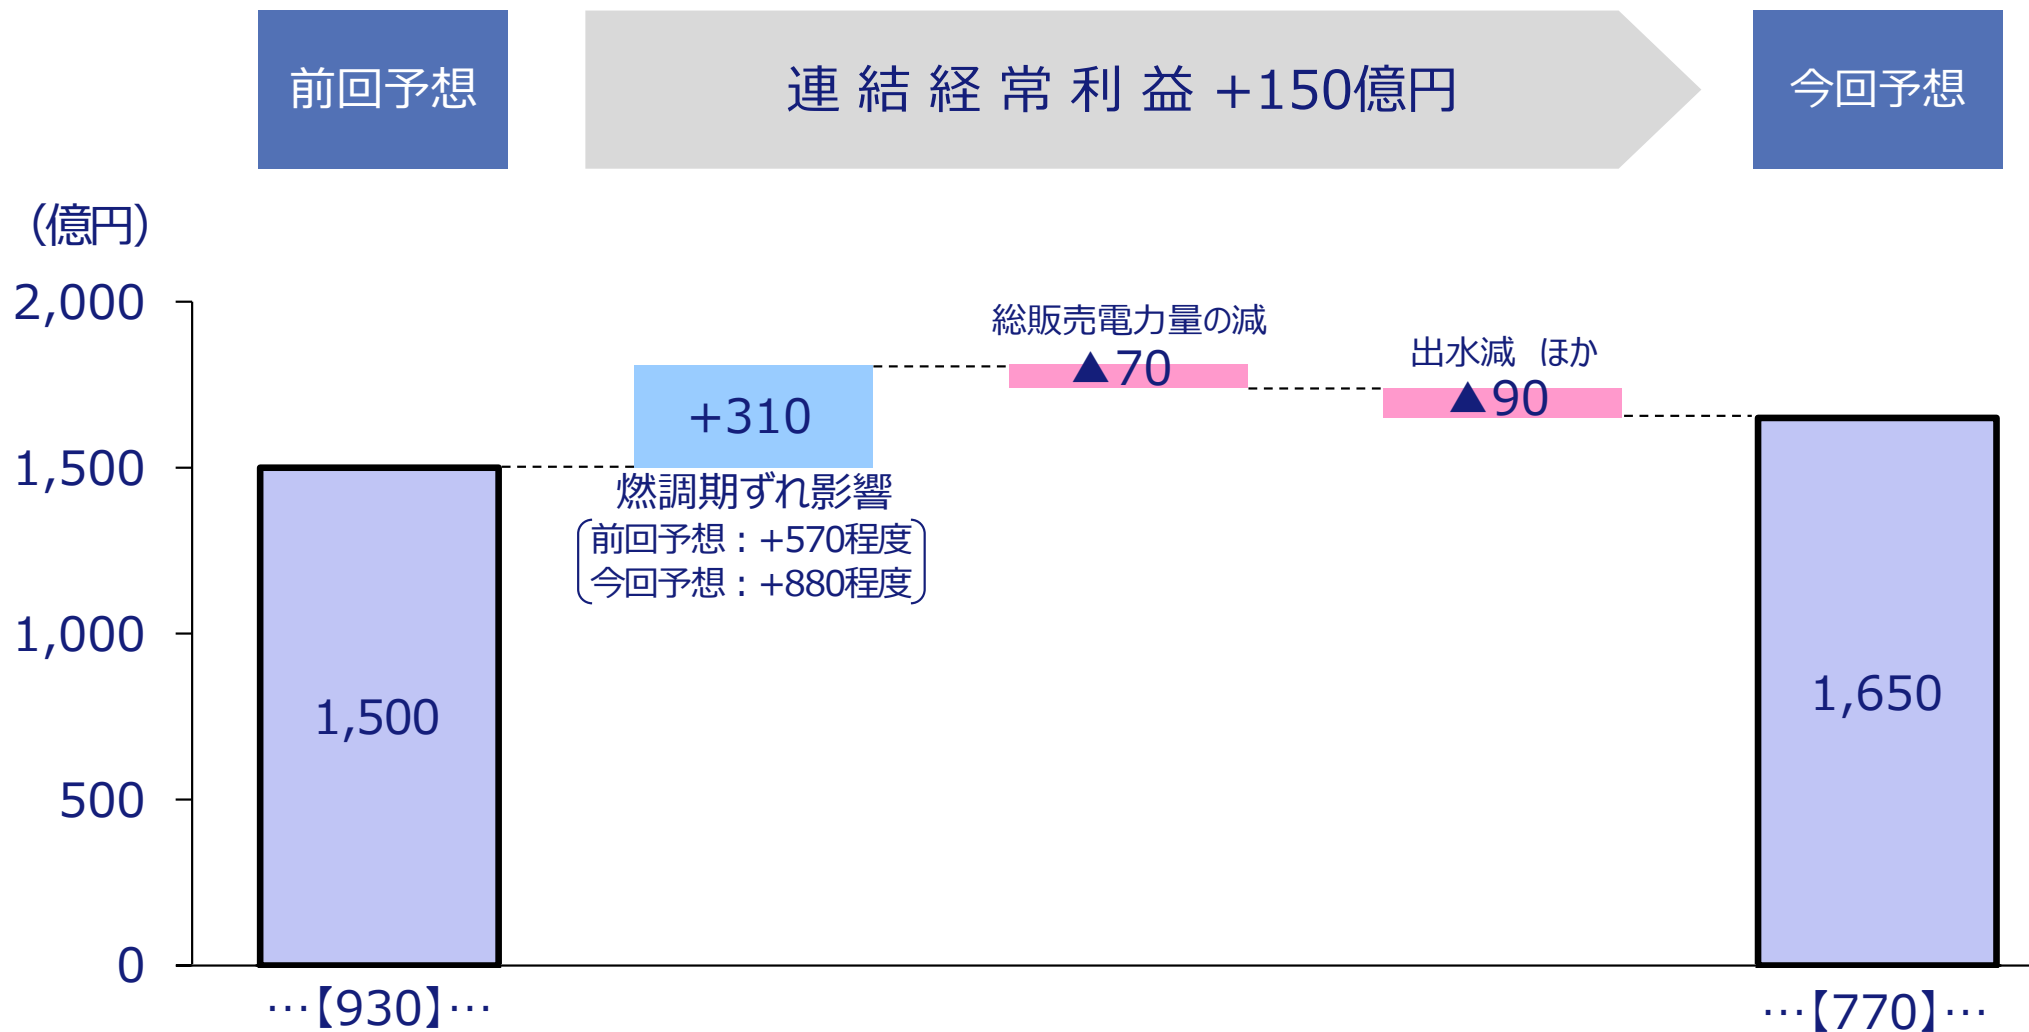 前回予想
連結経常利益 +150億円
今回予想
(億円)
2,000
1,500
1,000
500
0
1,500
+310
燃調期ずれ影響
前回予想:+570程度
今回予想:+880程度
総販売電力量の減
▲70
出水減 ほか
▲90
1,650
…【930】…
…【770】…